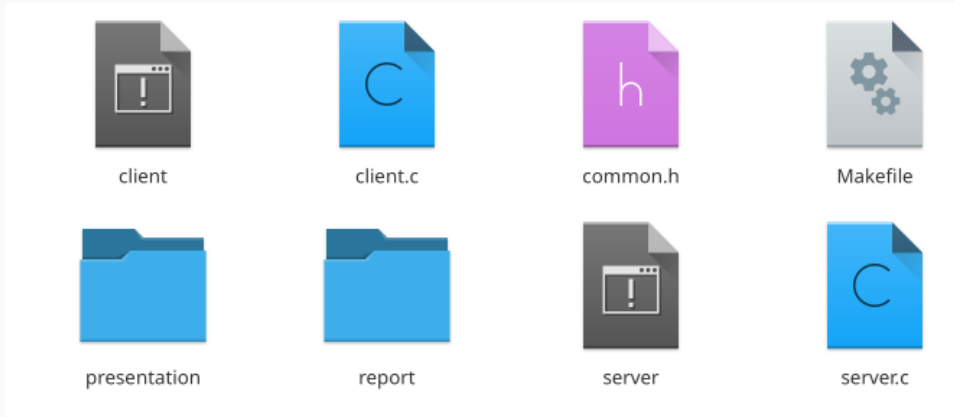 C h
client client.c common.h Makefile
C
presentation report server server.c